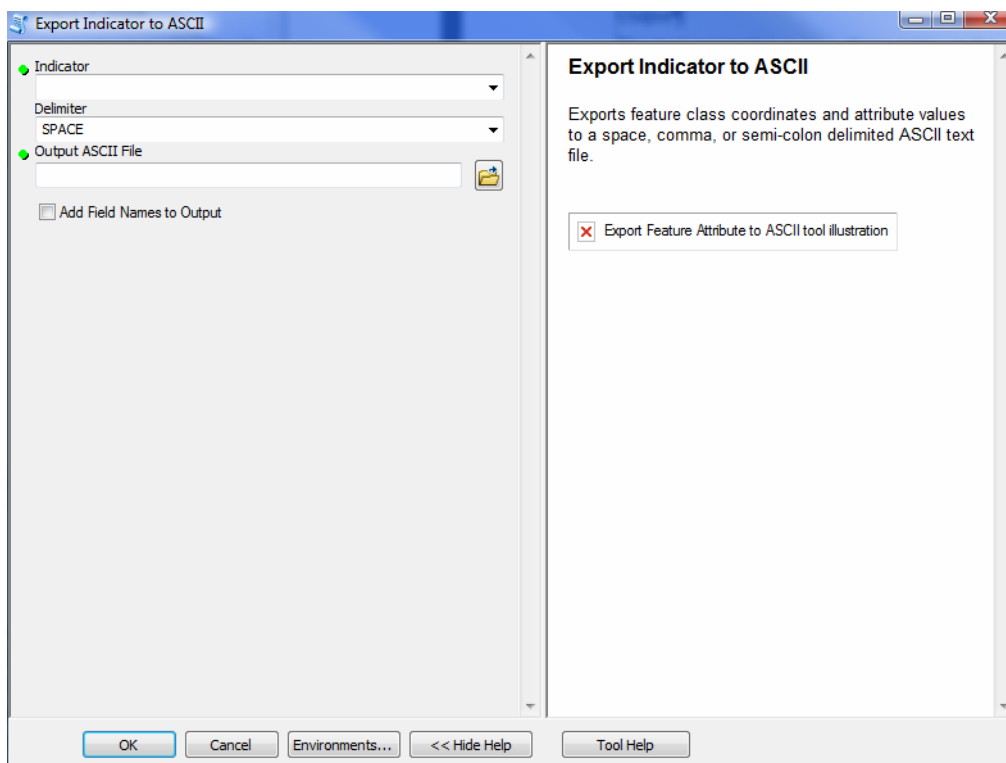 Export Indicator to ASCII
Indicator
Delimiter
SPACE
Output ASCII File
Add Field Names to Output
Export Indicator to ASCII
Exports feature class coordinates and attribute values
to a space, comma, or semi-colon delimited ASCII text
file.
Export Feature Attribute to ASCII tool illustration
OK
Cancel
Environments...
<< Hide Help
Tool Help